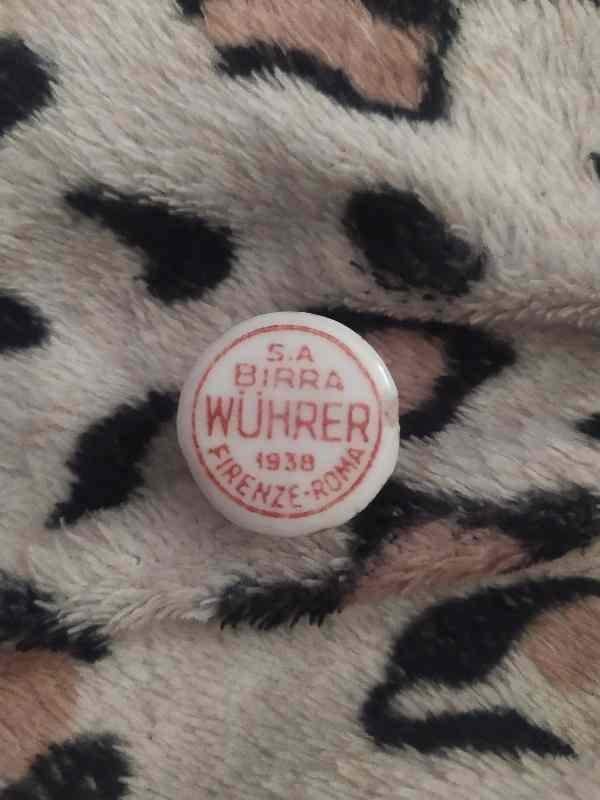 S.A
BIRRA
WÜHRER
1938
FIRENZE-ROMA